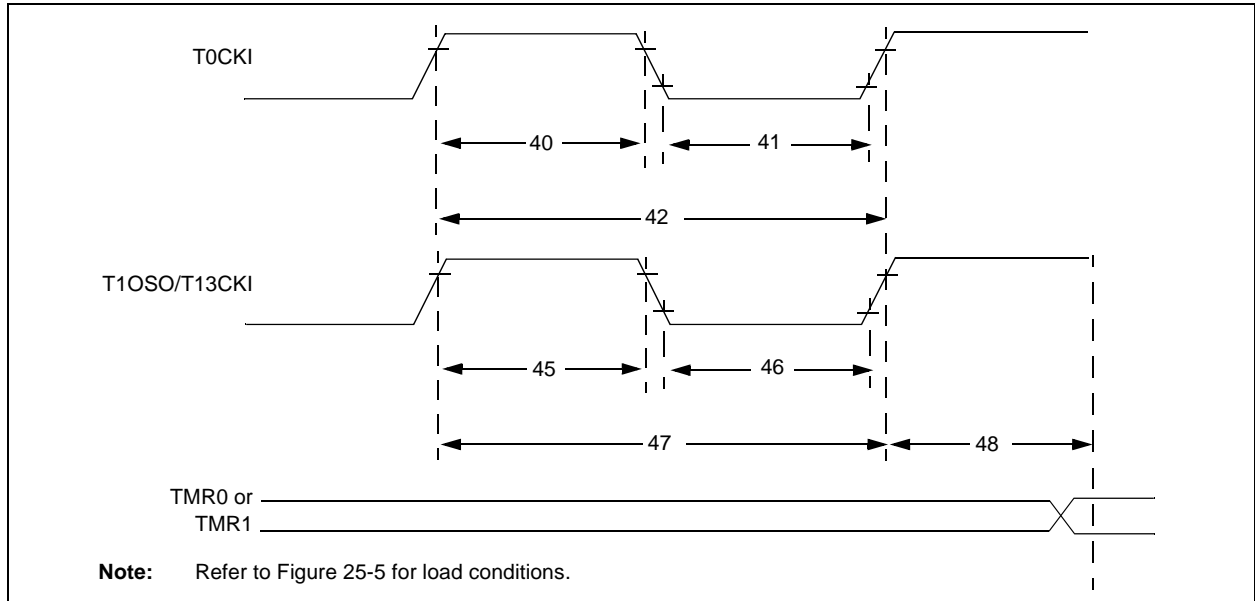 T0CKI
40
41
42
T1OSO/T13CKI
45
46
47
48
TMR0 or
TMR1
Note: Refer to Figure 25-5 for load conditions.